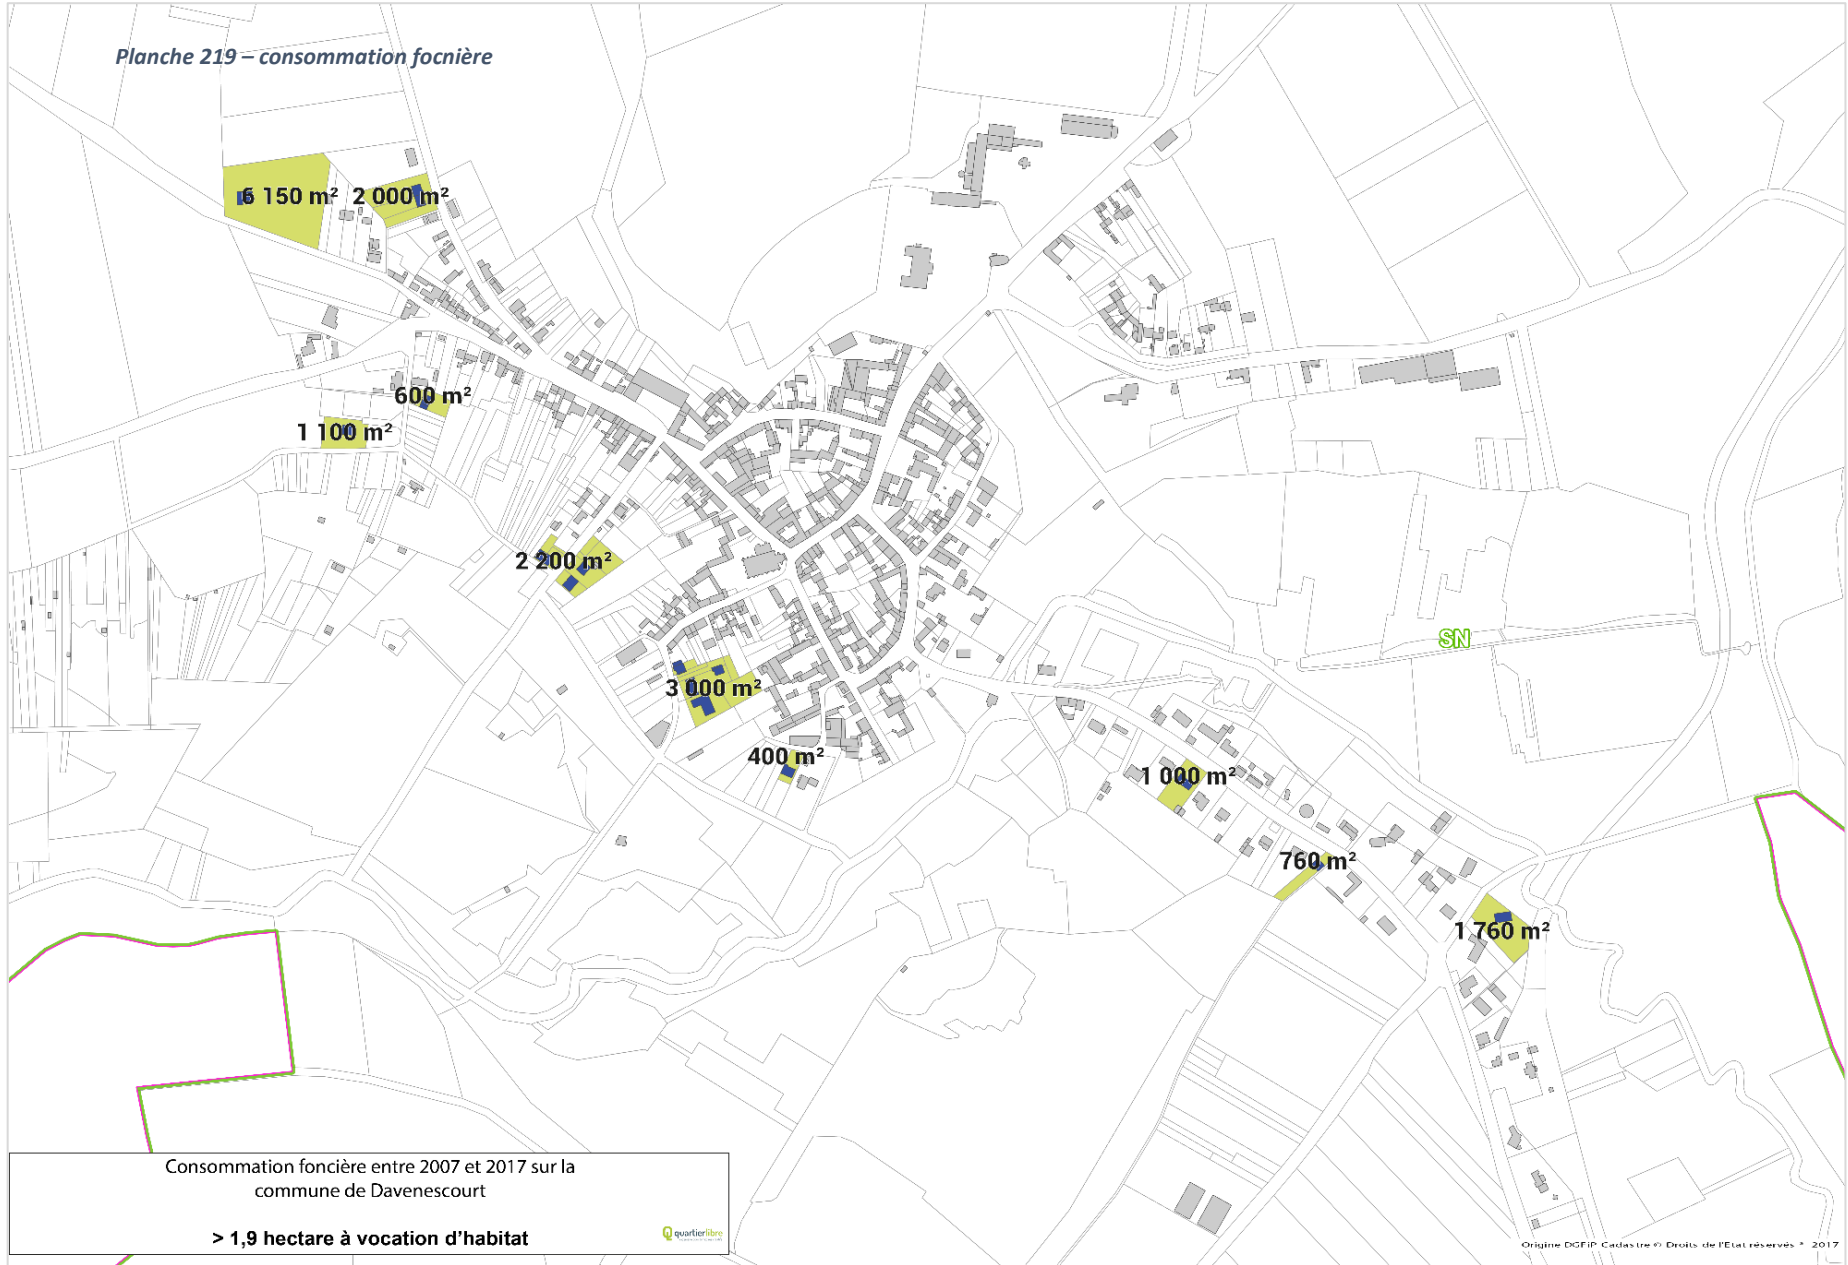 Planche 219 – consommation focnière
6 150 m²
2 000 m²
600 m²
1 100 m²
2 200 m²
SN
3 000 m²
400 m²
1 000 m²
760 m²
1 760 m²
Consommation foncière entre 2007 et 2017 sur la
commune de Davenescourt
> 1,9 hectare à vocation d'habitat
quartierlibre
Origine DGFiP Cadastre © Droits de l'Etat réservés ® 2017